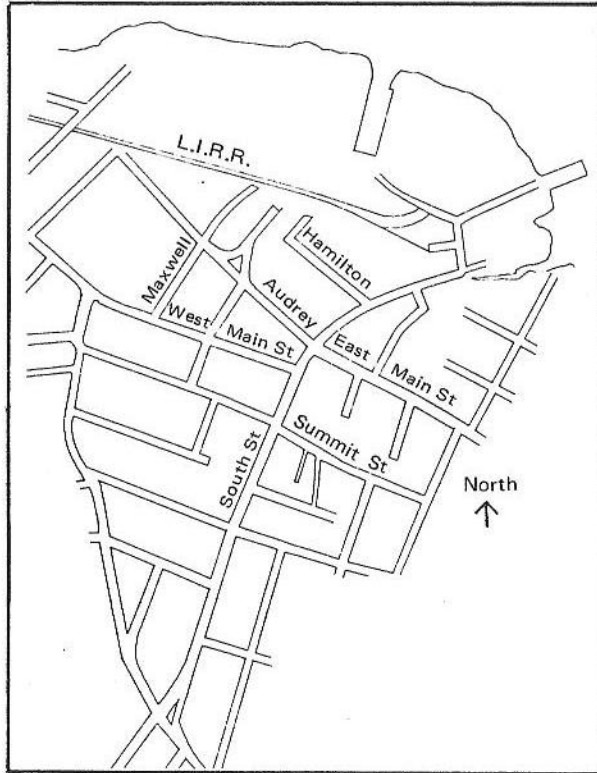 L.I.R.R.
Hamilton
Maxwell
Audrey
West Main St
East Main St
Summit St
South St
North